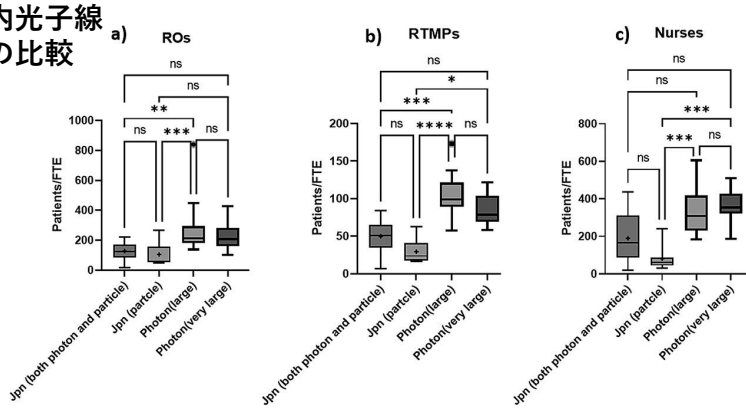 内光子線
の比較
a)
ROs
ns
ns
**
ns
***
ns
1000
800
600
400
200
0
Patients/FTE
Jpn (both photon and particle)
Jpn (partcle)
Photon(large)
Photon(very large)
b)
RTMPs
ns
*
***
ns
****
ns
200
150
100
50
0
Patients/FTE
Jpn (both photon and particle)
Jpn (particle)
Photon(large)
Photon(very large)
c)
Nurses
ns
ns
***
ns
***
ns
800
600
400
200
0
Patients/FTE
Jpn (both photon and particle)
Jpn (particle)
Photon(large)
Photon(very large)